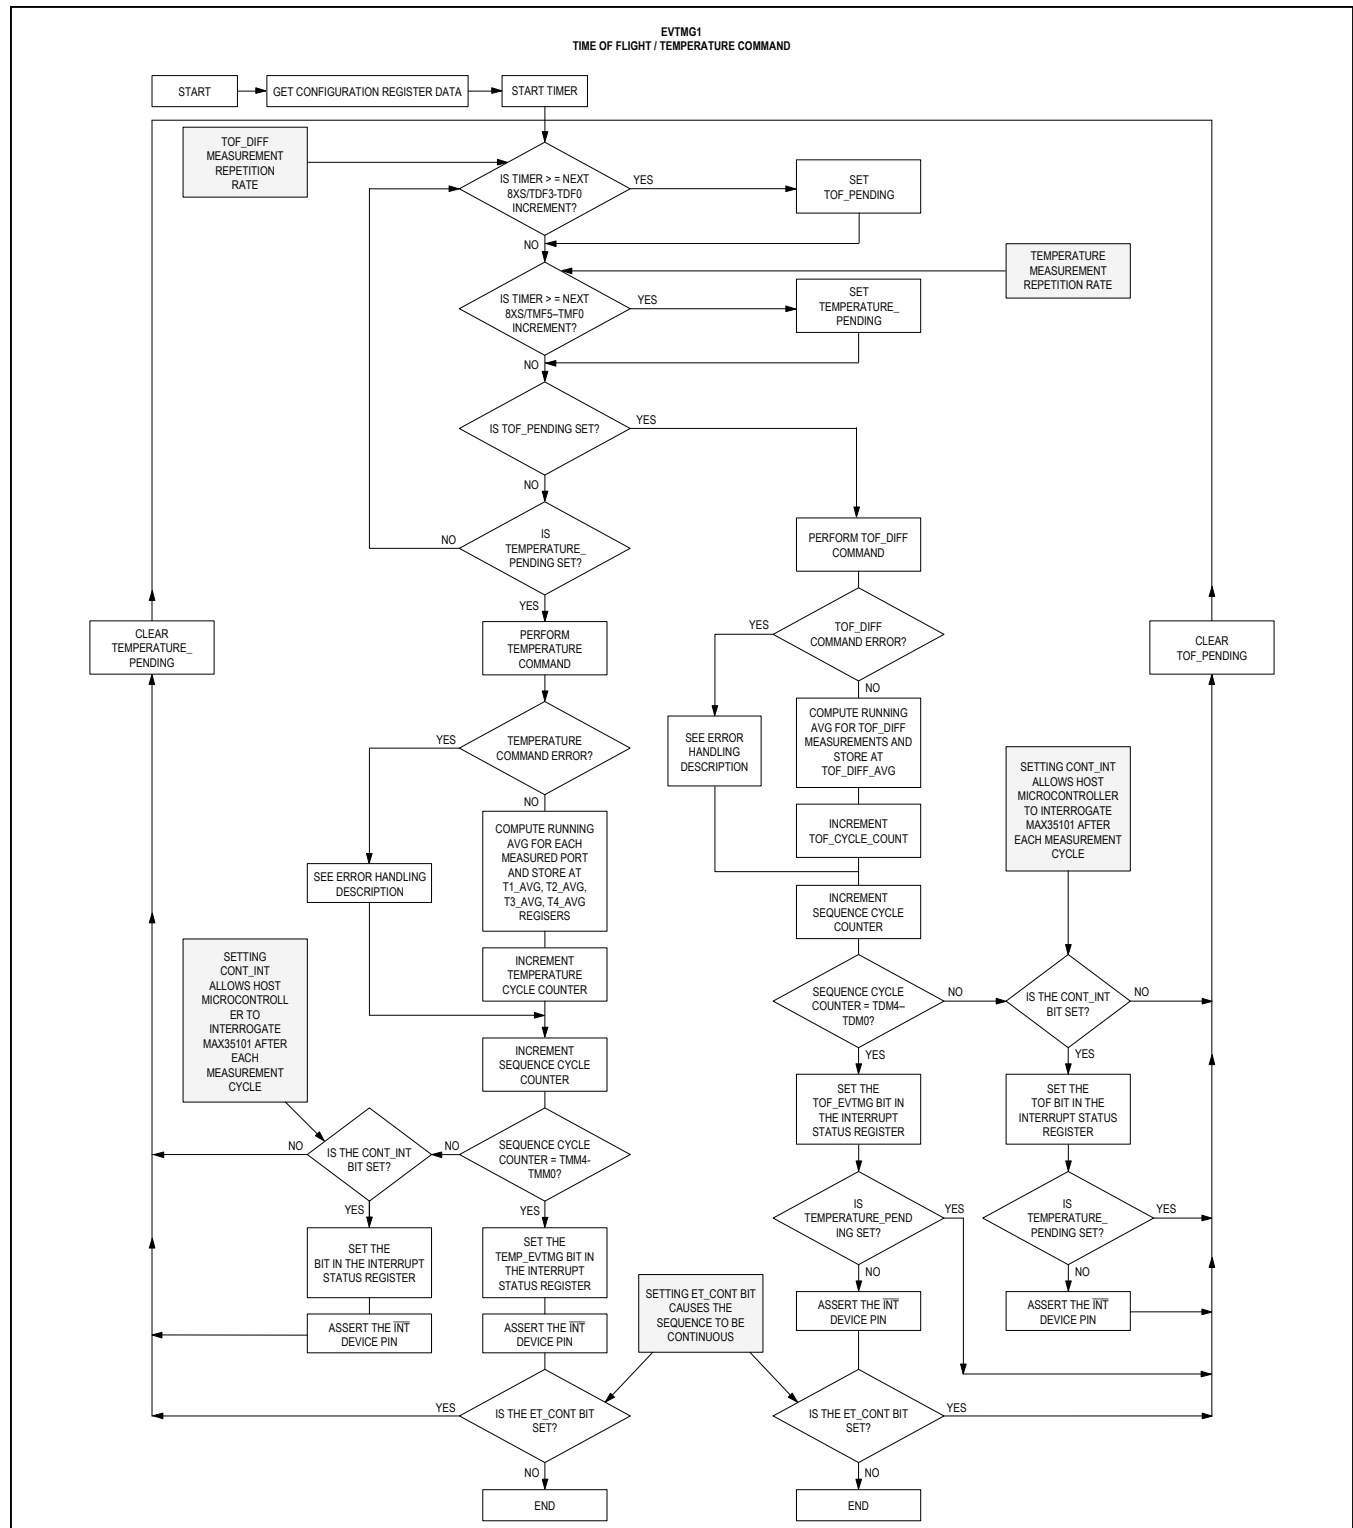 EVTMG1
TIME OF FLIGHT / TEMPERATURE COMMAND
START
GET CONFIGURATION REGISTER DATA
START TIMER
TOF_DIFF
MEASUREMENT
REPETITION
RATE
IS TIMER > = NEXT
8XS/TDF3-TDF0
INCREMENT?
YES
SET
TOF_PENDING
NO
TEMPERATURE
MEASUREMENT
REPETITION RATE
IS TIMER > = NEXT
8XS/TMF5–TMF0
INCREMENT?
YES
SET
TEMPERATURE_
PENDING
NO
IS TOF_PENDING SET?
YES
NO
IS
TEMPERATURE_
PENDING SET?
NO
YES
PERFORM TOF_DIFF
COMMAND
CLEAR
TEMPERATURE_
PENDING
PERFORM
TEMPERATURE
COMMAND
TOF_DIFF
COMMAND ERROR?
YES
NO
CLEAR
TOF_PENDING
TEMPERATURE
COMMAND ERROR?
YES
NO
SEE ERROR
HANDLING
DESCRIPTION
COMPUTE RUNNING
AVG FOR TOF_DIFF
MEASUREMENTS AND
STORE AT
TOF_DIFF_AVG
SETTING CONT_INT
ALLOWS HOST
MICROCONTROLLER
TO INTERROGATE
MAX35101 AFTER
EACH MEASUREMENT
CYCLE
SEE ERROR HANDLING
DESCRIPTION
COMPUTE RUNNING
AVG FOR EACH
MEASURED PORT
AND STORE AT
T1_AVG, T2_AVG,
T3_AVG, T4_AVG
REGISERS
INCREMENT
TOF_CYCLE_COUNT
INCREMENT
SEQUENCE CYCLE
COUNTER
SETTING
CONT_INT
ALLOWS HOST
MICROCONTROLL
ER TO
INTERROGATE
MAX35101 AFTER
EACH
MEASUREMENT
CYCLE
INCREMENT
TEMPERATURE
CYCLE COUNTER
SEQUENCE CYCLE
COUNTER = TDM4–
TDM0?
NO
YES
IS THE CONT_INT
BIT SET?
NO
YES
INCREMENT
SEQUENCE CYCLE
COUNTER
SET THE
TOF_EVTMG BIT IN
THE INTERRUPT
STATUS REGISTER
SET THE
TOF BIT IN THE
INTERRUPT STATUS
REGISTER
NO
IS THE CONT_INT
BIT SET?
YES
NO
SEQUENCE CYCLE
COUNTER = TMM4-
TMM0?
YES
IS
TEMPERATURE_PEND
ING SET?
YES
NO
IS
TEMPERATURE_
PENDING SET?
YES
NO
SET THE
BIT IN THE INTERRUPT
STATUS REGISTER
SET THE
TEMP_EVTMG BIT IN
THE INTERRUPT
STATUS REGISTER
SETTING ET_CONT BIT
CAUSES THE
SEQUENCE TO BE
CONTINUOUS
ASSERT THE INT
DEVICE PIN
ASSERT THE INT
DEVICE PIN
ASSERT THE INT
DEVICE PIN
ASSERT THE INT
DEVICE PIN
YES
IS THE ET_CONT BIT
SET?
NO
IS THE ET_CONT BIT
SET?
YES
NO
END
END